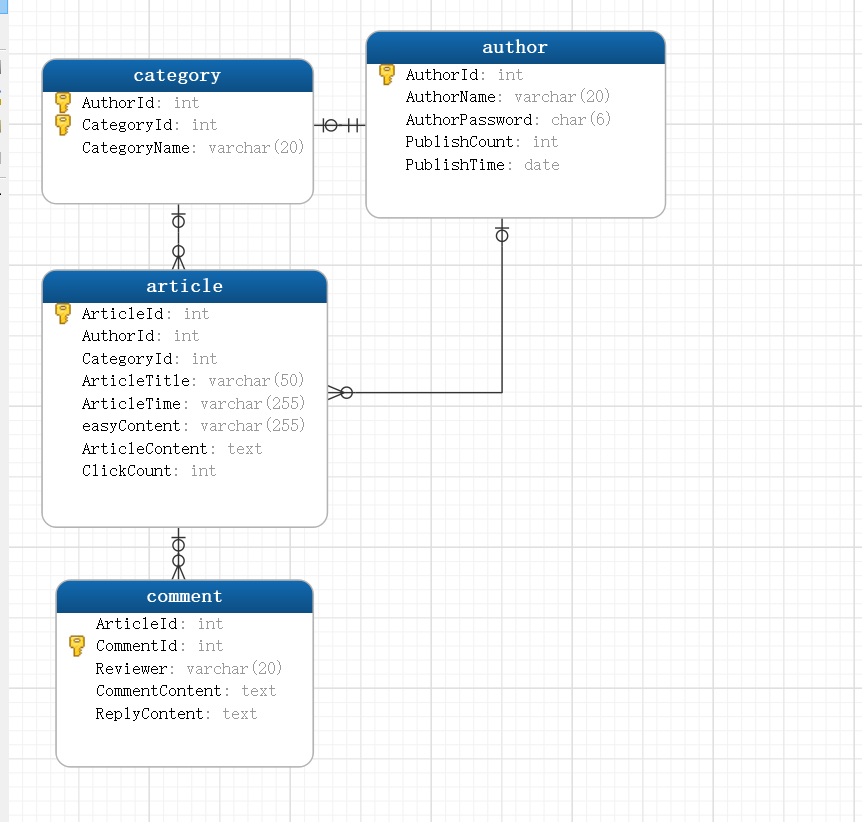 category
AuthorId: int
CategoryId: int
CategoryName: varchar(20)
author
AuthorId: int
AuthorName: varchar(20)
AuthorPassword: char(6)
PublishCount: int
PublishTime: date
article
ArticleId: int
AuthorId: int
CategoryId: int
ArticleTitle: varchar(50)
ArticleTime: varchar(255)
easyContent: varchar(255)
ArticleContent: text
ClickCount: int
comment
ArticleId: int
CommentId: int
Reviewer: varchar(20)
CommentContent: text
ReplyContent: text